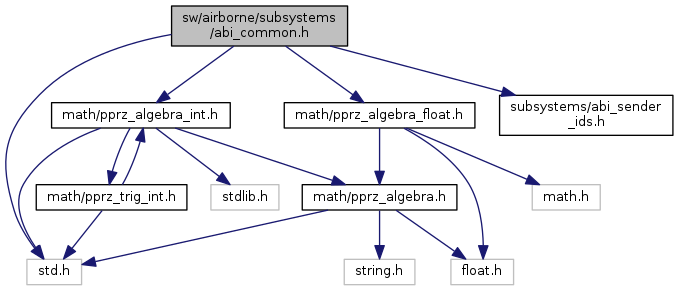 sw/airborne/subsystems
/abi_common.h
math/pprz_algebra_int.h
math/pprz_algebra_float.h
subsystems/abi_sender
_ids.h
math/pprz_trig_int.h
stdlib.h
math/pprz_algebra.h
math.h
std.h
string.h
float.h